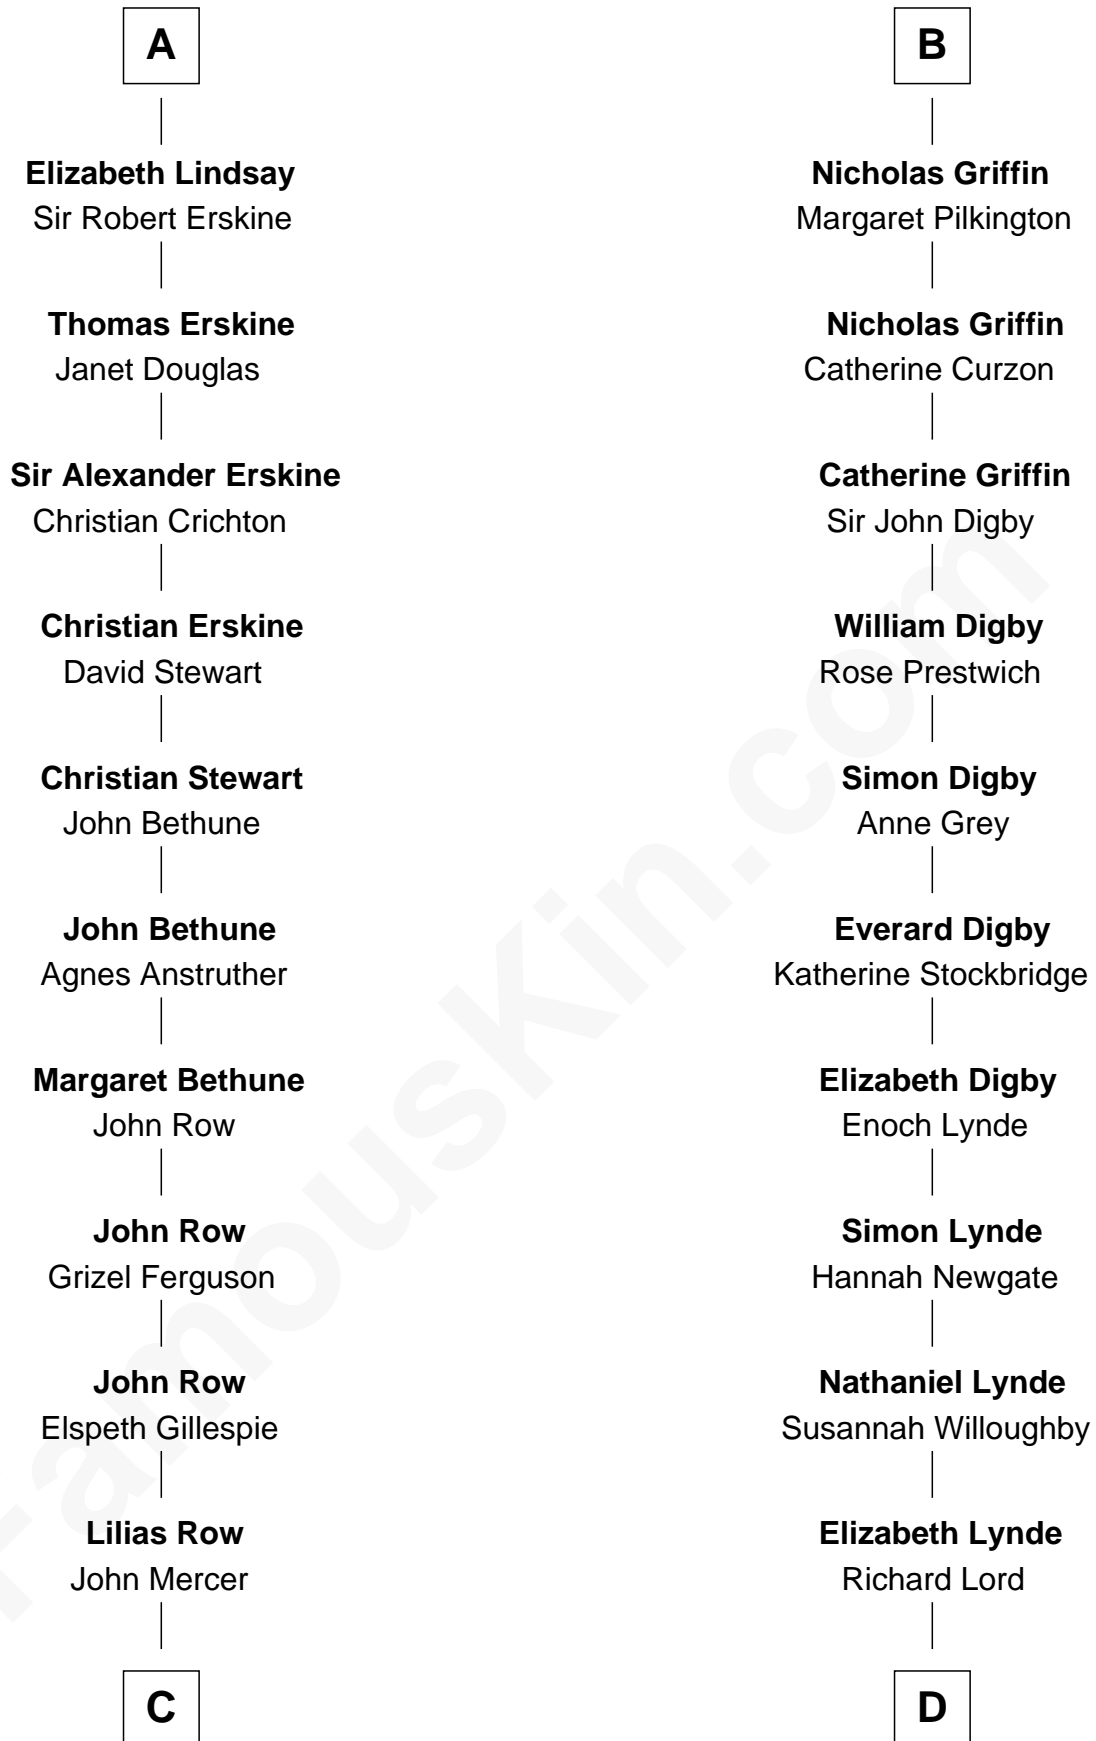 A
Elizabeth Lindsay
Sir Robert Erskine
Thomas Erskine
Janet Douglas
Sir Alexander Erskine
Christian Crichton
Christian Erskine
David Stewart
Christian Stewart
John Bethune
John Bethune
Agnes Anstruther
Margaret Bethune
John Row
John Row
Grizel Ferguson
John Row
Elspeth Gillespie
Lilias Row
John Mercer
C
B
Nicholas Griffin
Margaret Pilkington
Nicholas Griffin
Catherine Curzon
Catherine Griffin
Sir John Digby
William Digby
Rose Prestwich
Simon Digby
Anne Grey
Everard Digby
Katherine Stockbridge
Elizabeth Digby
Enoch Lynde
Simon Lynde
Hannah Newgate
Nathaniel Lynde
Susannah Willoughby
Elizabeth Lynde
Richard Lord
D
FamousKin.com